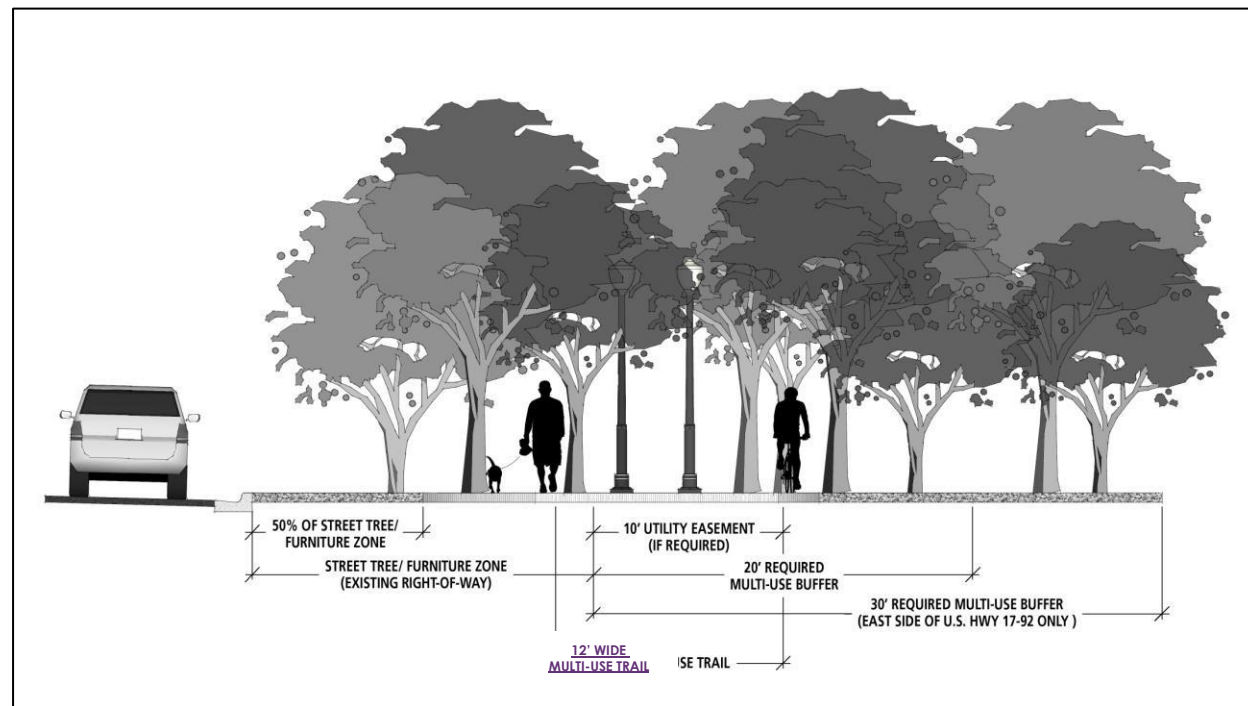 50% OF STREET TREE/
FURNITURE ZONE
10' UTILITY EASEMENT
(IF REQUIRED)
STREET TREE/ FURNITURE ZONE
(EXISTING RIGHT-OF-WAY)
20' REQUIRED
MULTI-USE BUFFER
30' REQUIRED MULTI-USE BUFFER
(EAST SIDE OF U.S. HWY 17-92 ONLY )
12' WIDE
MULTI-USE TRAIL
SE TRAIL